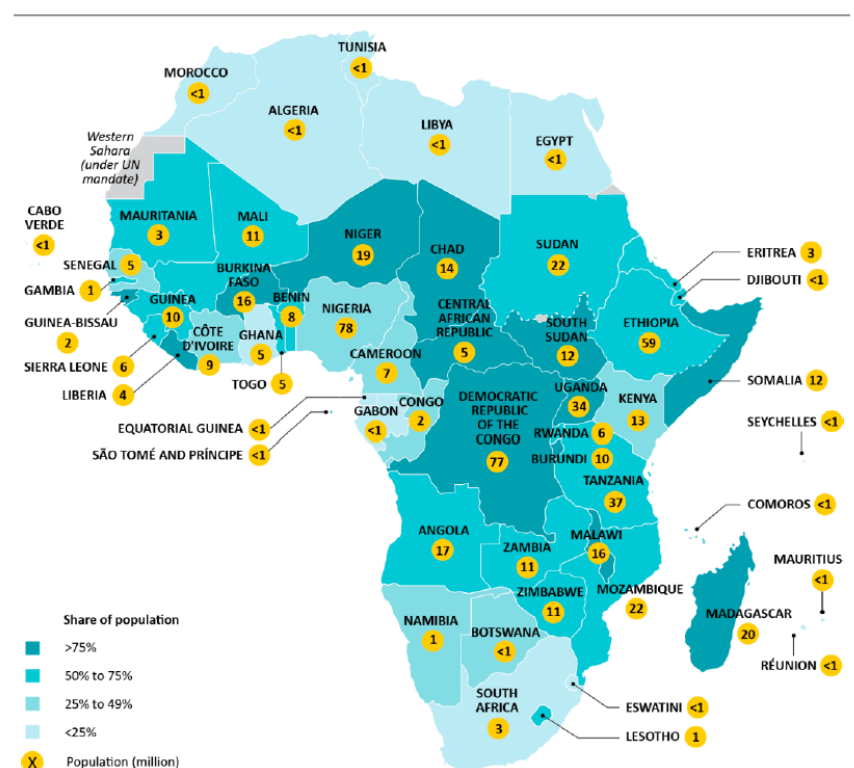 TUNISIA
<1
MOROCCO
<1
ALGERIA
<1
LIBYA
<1
EGYPT
<1
Western
Sahara
(under UN
mandate)
CABO
VERDE
<1
MAURITANIA
3
MALI
11
NIGER
19
CHAD
14
SUDAN
22
ERITREA 3
DJIBOUTI <1
SENEGAL 5
GAMBIA 1
GUINEA-BISSAU
2
GUINEA
10
BURKINA
FASO
16
BENIN
8
NIGERIA
78
CENTRAL
AFRICAN
REPUBLIC
5
SOUTH
SUDAN
12
ETHIOPIA
59
SIERRA LEONE 6
LIBERIA 4
CÔTE
D'IVOIRE
9
GHANA
5
TOGO 5
CAMEROON
7
EQUATORIAL GUINEA <1
SÃO TOMÉ AND PRÍNCIPE <1
GABON
<1
CONGO
2
DEMOCRATIC
REPUBLIC
OF THE
CONGO
77
UGANDA
34
KENYA
13
SOMALIA 12
SEYCHELLES <1
RWANDA 6
BURUNDI 10
TANZANIA
37
COMOROS <1
ANGOLA
17
ZAMBIA
11
MALAWI
16
MAURITIUS
<1
ZIMBABWE
11
MOZAMBIQUE
22
MADAGASCAR
20
RÉUNION <1
NAMIBIA
1
BOTSWANA
<1
SOUTH
AFRICA
3
ESWATINI <1
LESOTHO 1
Share of population
>75%
50% to 75%
25% to 49%
<25%
X Population (million)